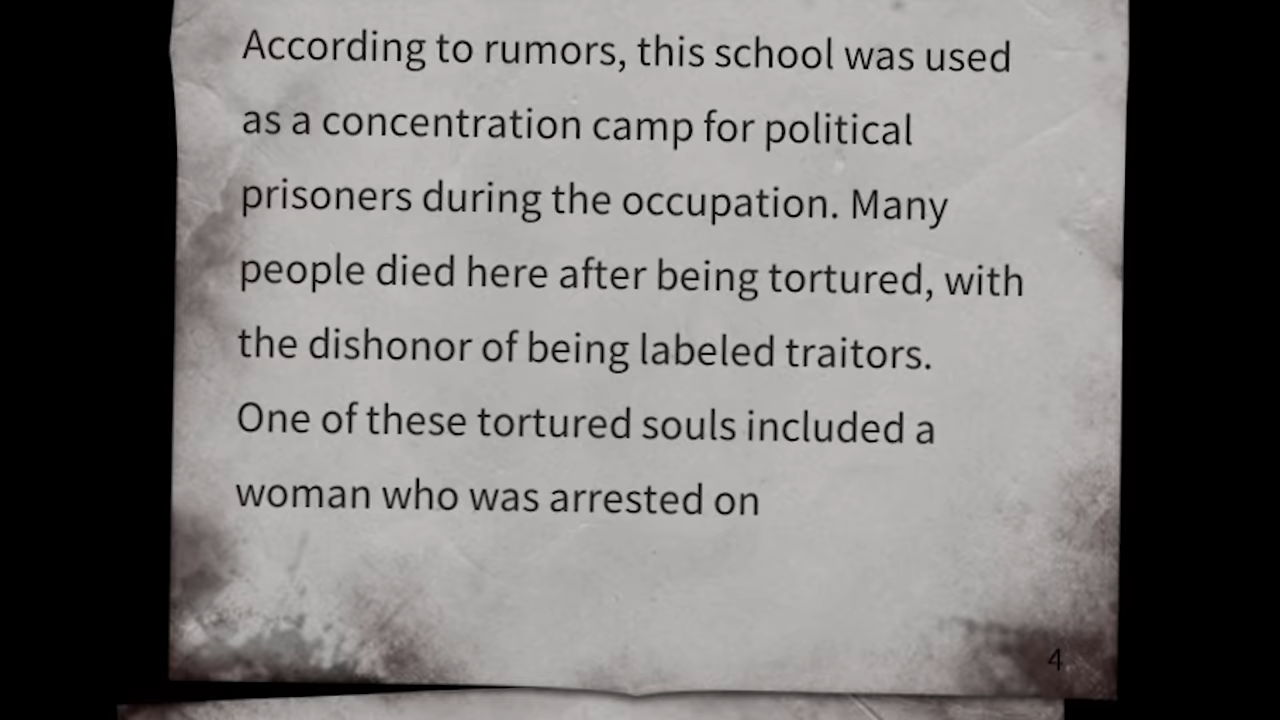 According to rumors, this school was used
as a concentration camp for political
prisoners during the occupation. Many
people died here after being tortured, with
the dishonor of being labeled traitors.
One of these tortured souls included a
woman who was arrested on
4